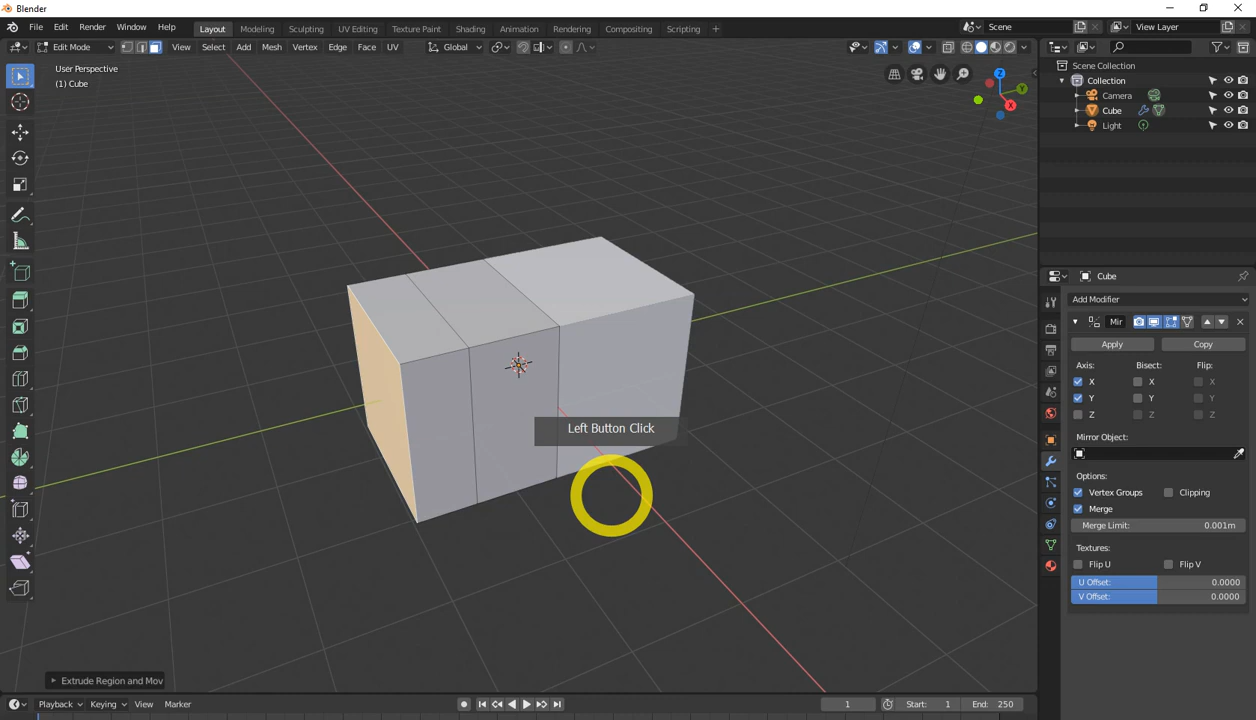 Blender
File Edit Render Window Help Layout Modeling Sculpting UV Editing Texture Paint Shading Animation Rendering Compositing Scripting + Scene View Layer
Edit Mode View Select Add Mesh Vertex Edge Face UV Global
User Perspective
(1) Cube
Z
Y
X
Left Button Click
Extrude Region and Mov
Scene Collection
Collection
Camera
Cube
Light
Cube
Add Modifier
Mir
Apply Copy
Axis: Bisect: Flip:
X X X
Y Y Y
Z Z Z
Mirror Object:
Options:
Vertex Groups Clipping
Merge
Merge Limit: 0.001m
Textures:
Flip U Flip V
U Offset: 0.0000
V Offset: 0.0000
Playback Keying View Marker 1 Start: 1 End: 250